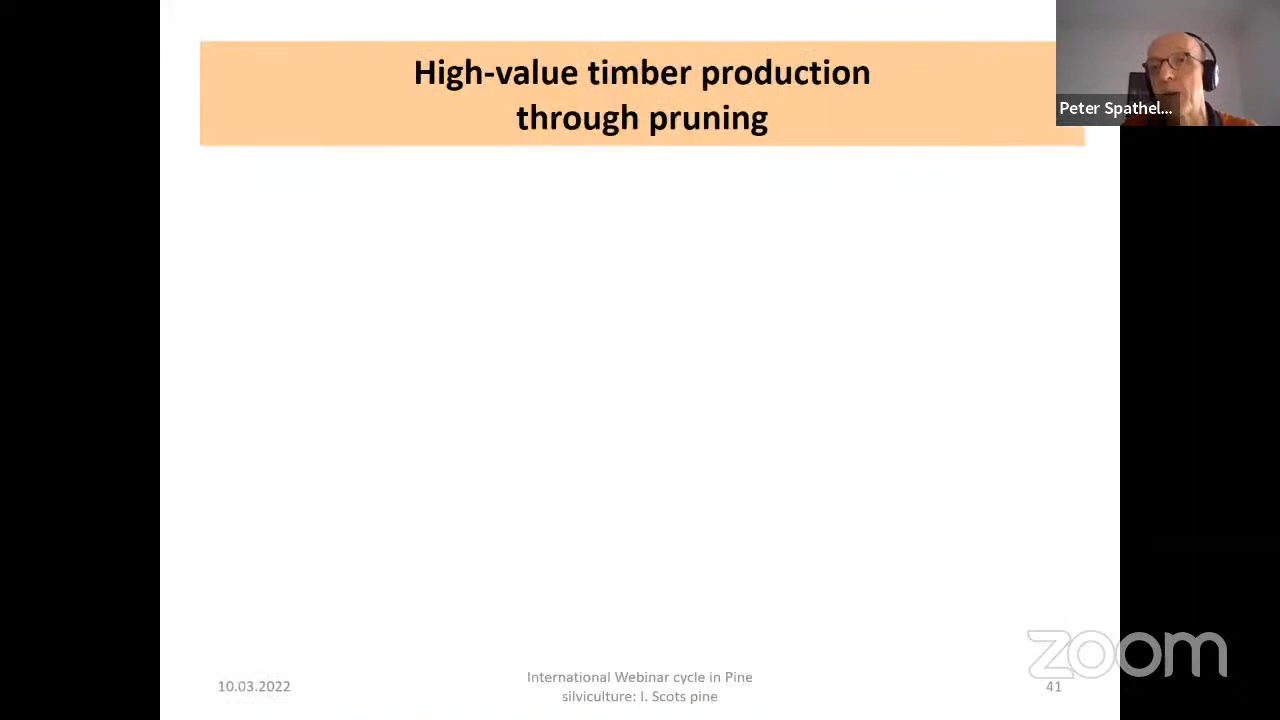 High-value timber production
through pruning
Peter Spathel...
10.03.2022
International Webinar cycle in Pine
silviculture: I. Scots pine
41
zoom